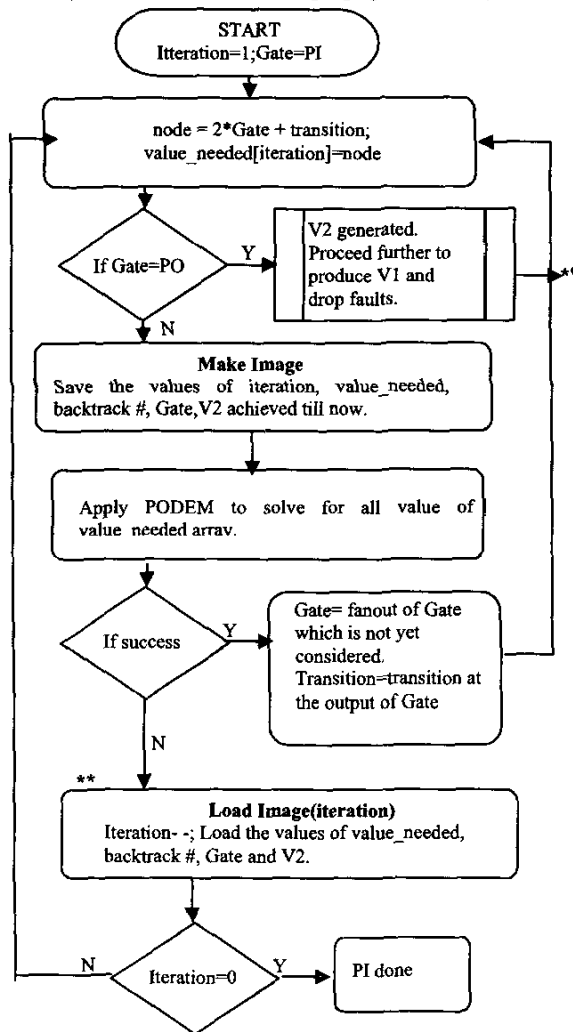 START
Itteration=1;Gate=PI
node = 2*Gate + transition;
value_needed[iteration]=node
If Gate=PO
Y
V2 generated.
Proceed further to
produce V1 and
drop faults.
**
N
Make Image
Save the values of iteration, value_needed,
backtrack #, Gate,V2 achieved till now.
Apply PODEM to solve for all value of
value_needed array.
If success
Y
Gate= fanout of Gate
which is not yet
considered.
Transition=transition at
the output of Gate
N
**
Load Image(iteration)
Iteration- -; Load the values of value_needed,
backtrack #, Gate and V2.
N
Iteration=0
Y
PI done